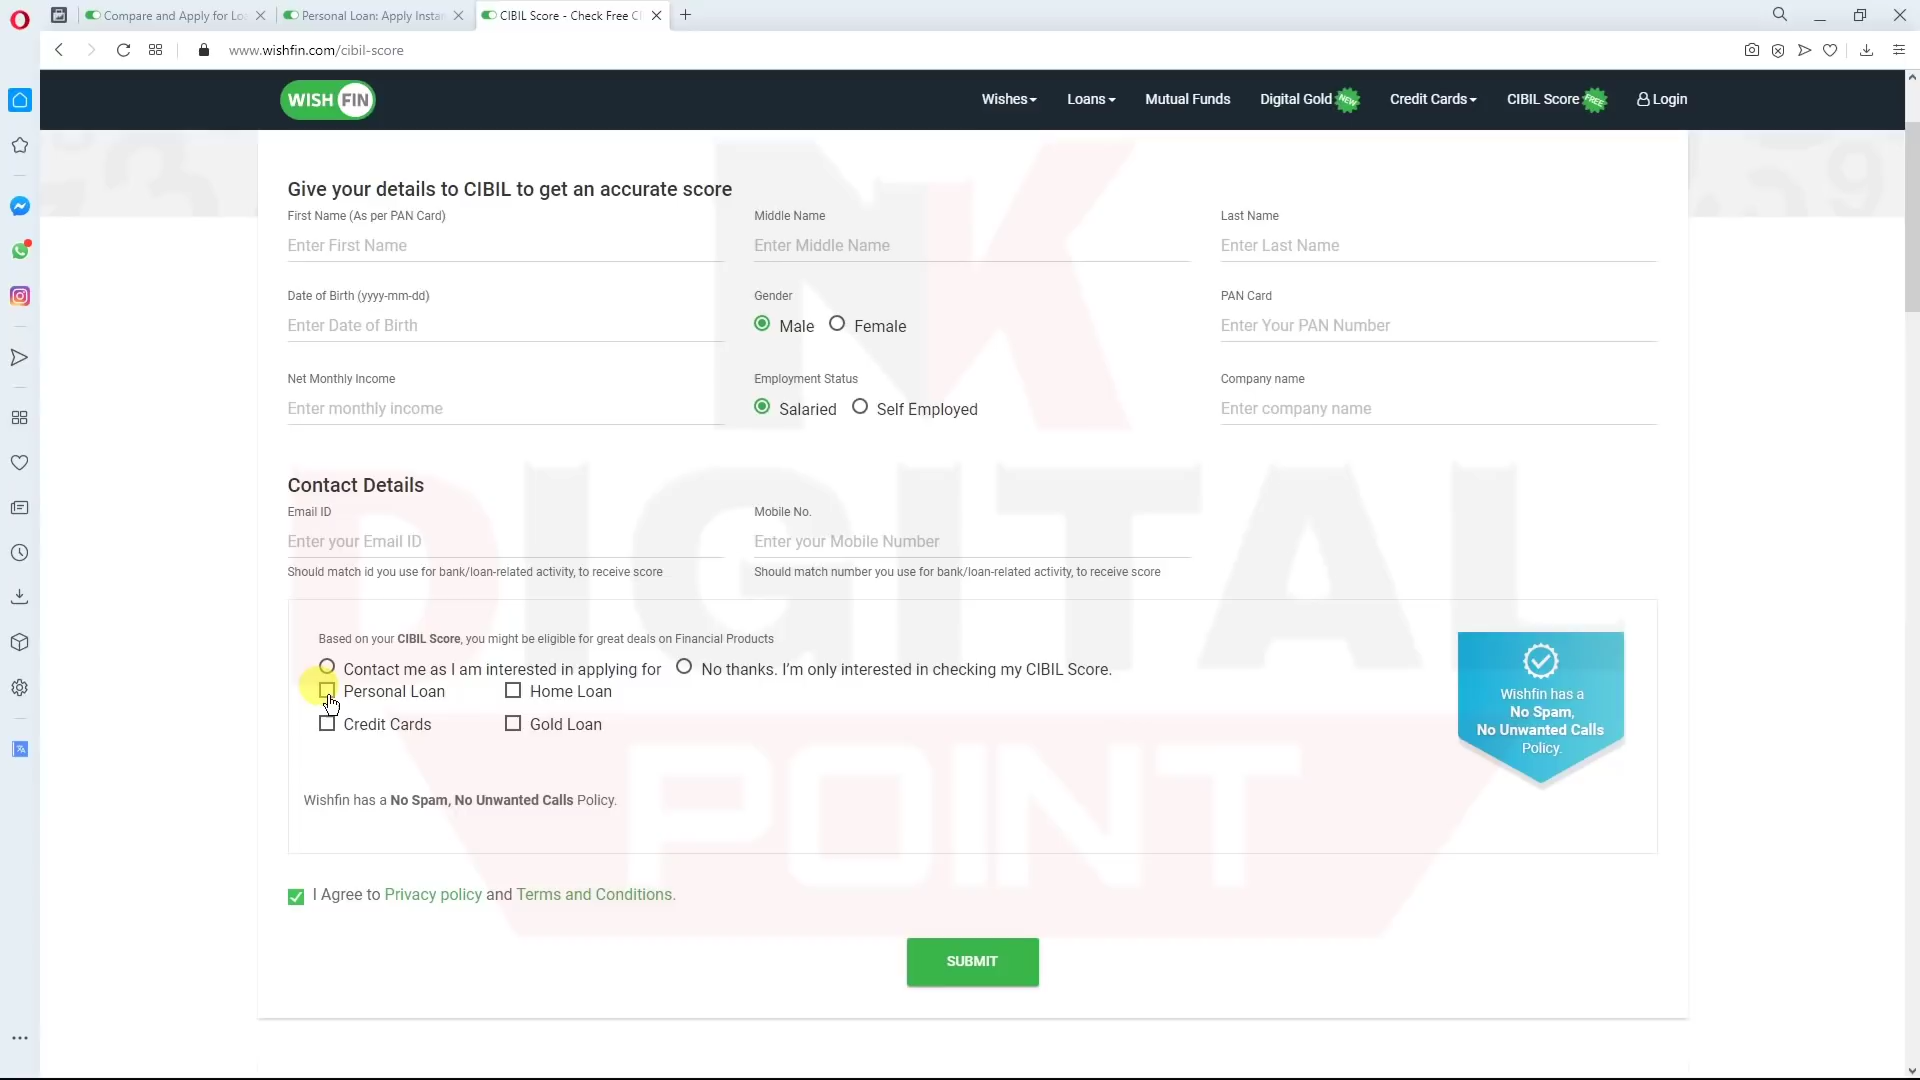 Compare and Apply for Lo
Personal Loan: Apply Instar
CIBIL Score - Check Free C
www.wishfin.com/cibil-score
WISH FIN
Wishes
Loans
Mutual Funds
Digital Gold NEW
Credit Cards
CIBIL Score FREE
Login
Give your details to CIBIL to get an accurate score
First Name (As per PAN Card)
Middle Name
Last Name
Enter First Name
Enter Middle Name
Enter Last Name
Date of Birth (yyyy-mm-dd)
Gender
PAN Card
Enter Date of Birth
Male
Female
Enter Your PAN Number
Net Monthly Income
Employment Status
Company name
Enter monthly income
Salaried
Self Employed
Enter company name
Contact Details
Email ID
Mobile No.
Enter your Email ID
Enter your Mobile Number
Should match id you use for bank/loan-related activity, to receive score
Should match number you use for bank/loan-related activity, to receive score
Based on your CIBIL Score, you might be eligible for great deals on Financial Products
Contact me as I am interested in applying for
No thanks. I'm only interested in checking my CIBIL Score.
Personal Loan
Home Loan
Credit Cards
Gold Loan
Wishfin has a
No Spam,
No Unwanted Calls
Policy.
Wishfin has a No Spam, No Unwanted Calls Policy.
I Agree to Privacy policy and Terms and Conditions.
SUBMIT
NK
DIGITAL
POINT